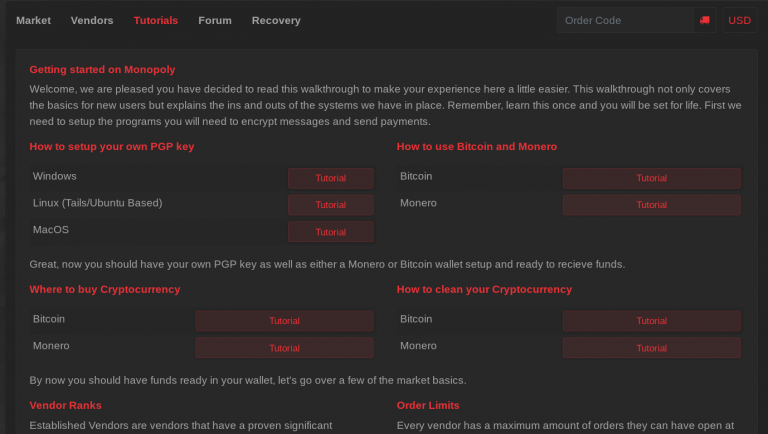 Market Vendors Tutorials Forum Recovery Order Code USD
Getting started on Monopoly
Welcome, we are pleased you have decided to read this walkthrough to make your experience here a little easier. This walkthrough not only covers
the basics for new users but explains the ins and outs of the systems we have in place. Remember, learn this once and you will be set for life. First we
need to setup the programs you will need to encrypt messages and send payments.
How to setup your own PGP key
Windows Tutorial
Linux (Tails/Ubuntu Based) Tutorial
MacOS Tutorial
How to use Bitcoin and Monero
Bitcoin Tutorial
Monero Tutorial
Great, now you should have your own PGP key as well as either a Monero or Bitcoin wallet setup and ready to recieve funds.
Where to buy Cryptocurrency
Bitcoin Tutorial
Monero Tutorial
How to clean your Cryptocurrency
Bitcoin Tutorial
Monero Tutorial
By now you should have funds ready in your wallet, let's go over a few of the market basics.
Vendor Ranks
Established Vendors are vendors that have a proven significant
Order Limits
Every vendor has a maximum amount of orders they can have open at